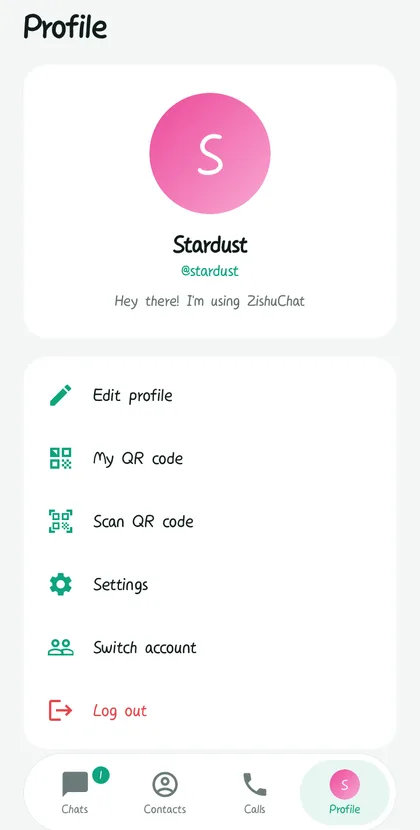 Profile
S
Stardust
@stardust
Hey there! I'm using ZishuChat
Edit profile
My QR code
Scan QR code
Settings
Switch account
Log out
1
S
Chats
Contacts
Calls
Profile